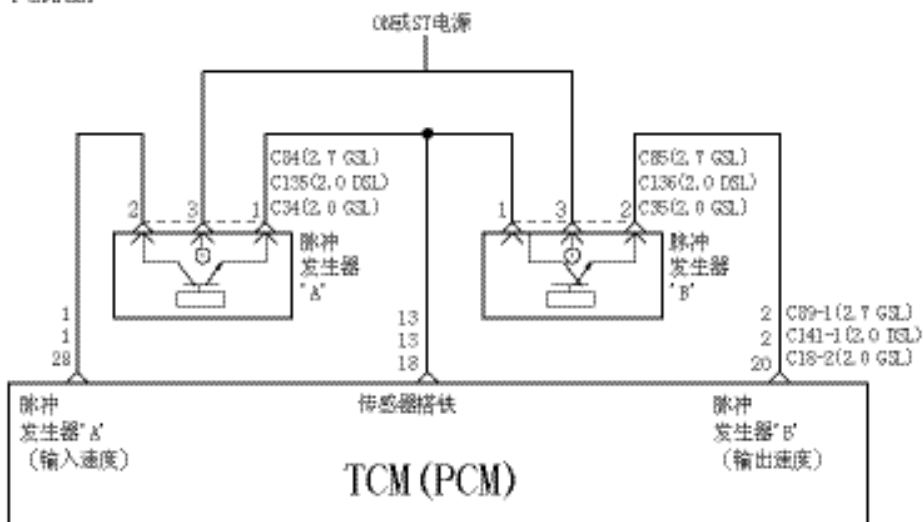 ON或ST电源
C84(2.7 GSL)
C135(2.0 DSL)
C34(2.0 GSL)
C85(2.7 GSL)
C136(2.0 DSL)
C35(2.0 GSL)
2
3
1
1
3
2
脉冲
发生器
"A"
脉冲
发生器
'B'
1
1
28
13
13
18
2
2
20
C89-1(2.7 GSL)
C141-1(2.0 DSL)
C18-2(2.0 GSL)
脉冲
发生器"A"
(输入速度)
传感器搭铁
脉冲
发生器'B'
(输出速度)
TCM(PCM)